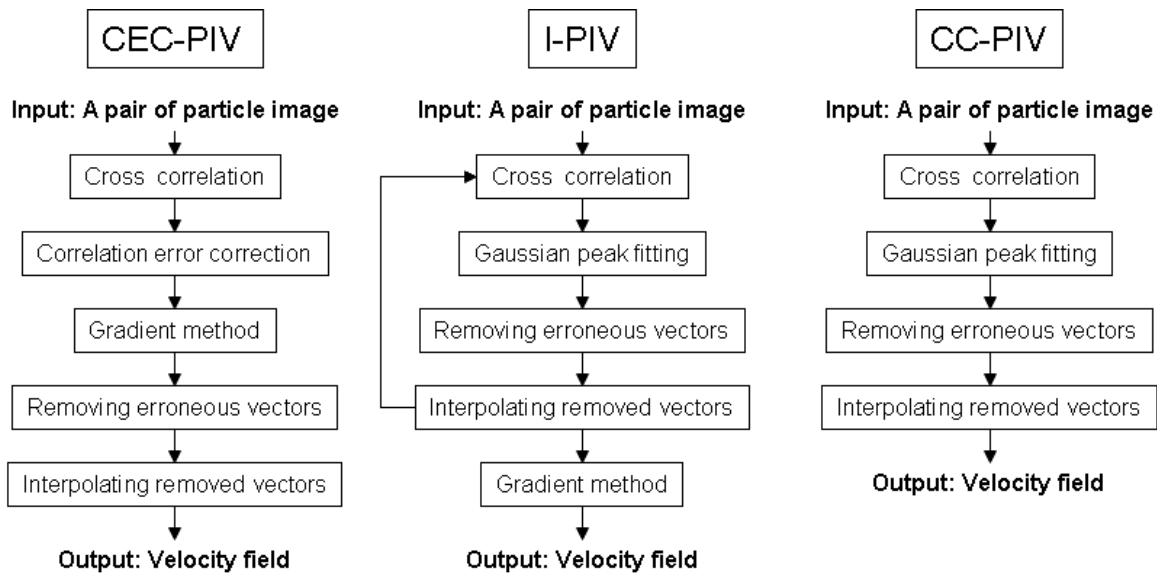 CEC-PIV
Input: A pair of particle image
Cross correlation
Correlation error correction
Gradient method
Removing erroneous vectors
Interpolating removed vectors
Output: Velocity field
I-PIV
Input: A pair of particle image
Cross correlation
Gaussian peak fitting
Removing erroneous vectors
Interpolating removed vectors
Gradient method
Output: Velocity field
CC-PIV
Input: A pair of particle image
Cross correlation
Gaussian peak fitting
Removing erroneous vectors
Interpolating removed vectors
Output: Velocity field